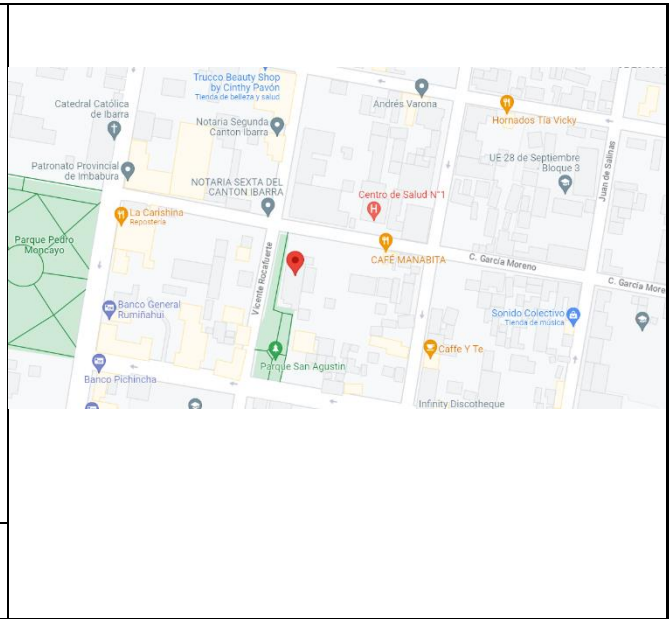 Trucco Beauty Shop
by Cinthy Pavón
Tienda de belleza y salud
Catedral Católica
de Ibarra
Notaria Segunda
Canton Ibarra
Andrés Varona
Hornados Tía Vicky
Patronato Provincial
de Imbabura
NOTARIA SEXTA DEL
CANTON IBARRA
UE 28 de Septiembre
Bloque 3
Juan de Salinas
Centro de Salud N°1
La Carishina
Repostería
Parque Pedro
Moncayo
Vicente Rocafuerte
CAFÉ MANABITA
C. García Moreno
C. García More
Banco General
Rumiñahui
Sonido Colectivo
Tienda de música
Caffe Y Te
Parque San Agustin
Banco Pichincha
Infinity Discotheque